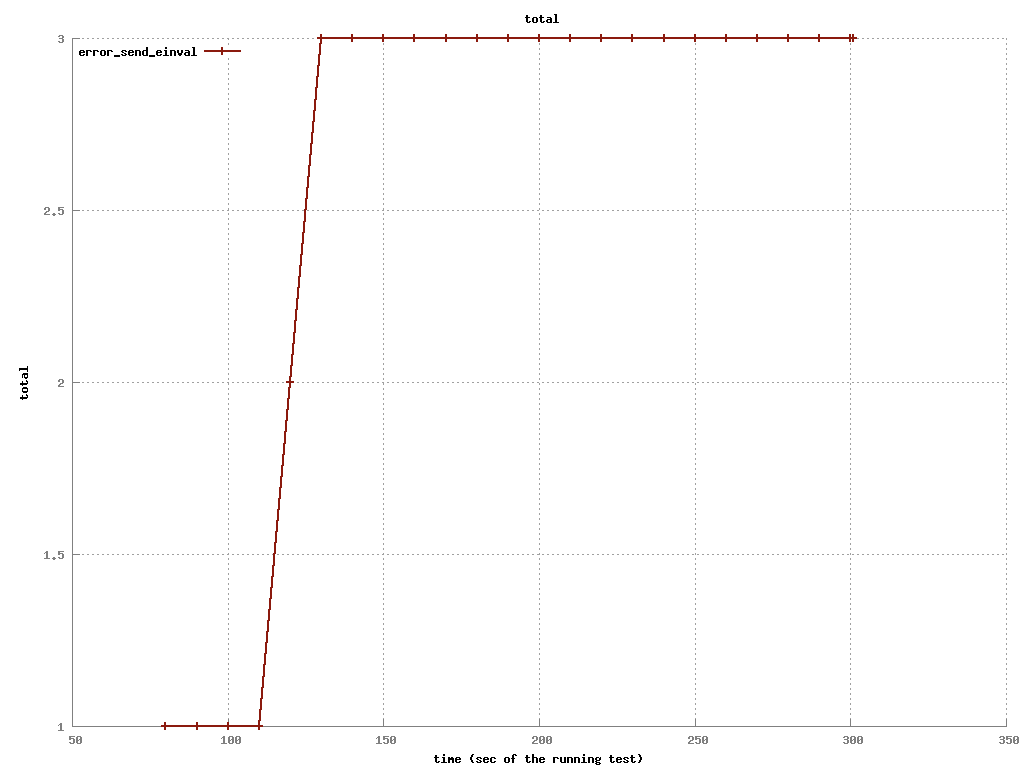 total
3
error_send_einval
2.5
total
2
1.5
1
50 100 150 200 250 300 350
time (sec of the running test)